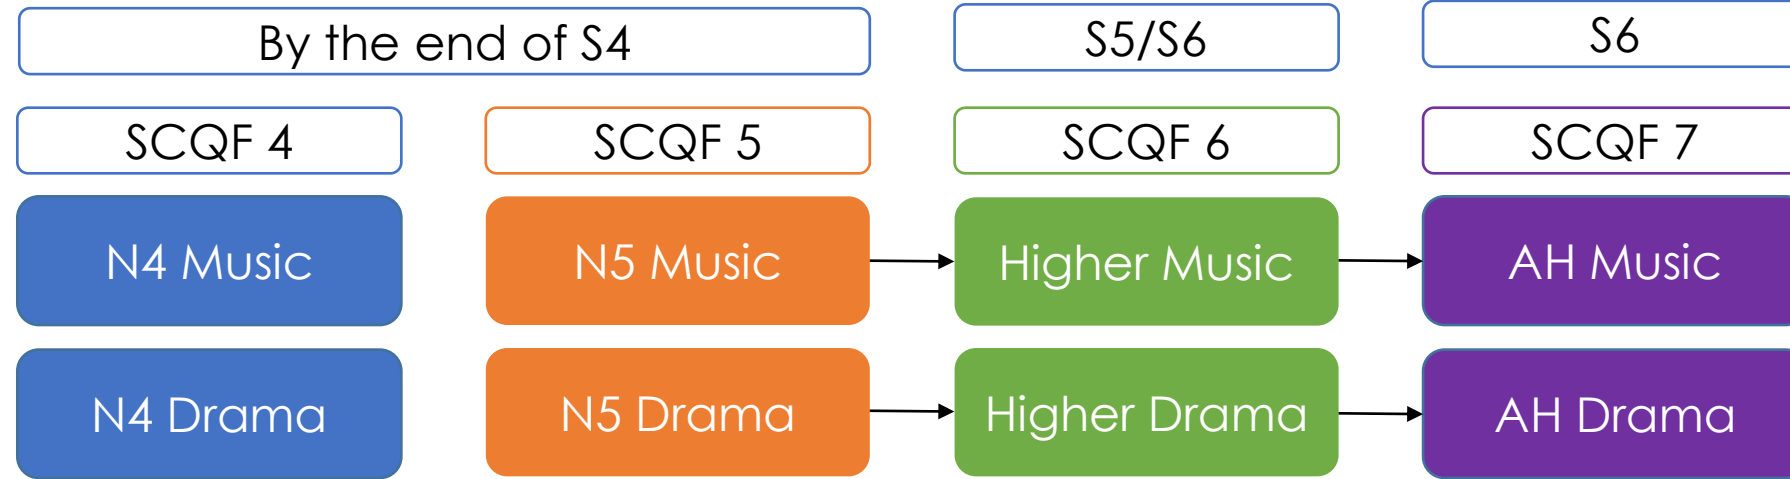 By the end of S4
S5/S6
S6
SCQF 4
SCQF 5
SCQF 6
SCQF 7
N4 Music
N5 Music
Higher Music
AH Music
N4 Drama
N5 Drama
Higher Drama
AH Drama